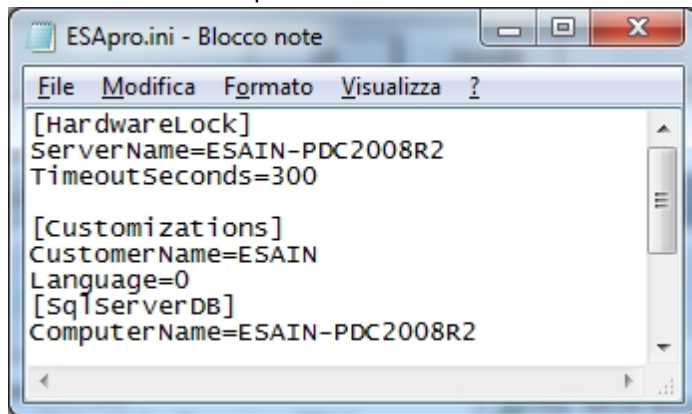 ESApro.ini - Blocco note
File Modifica Formato Visualizza ?
[HardwareLock]
ServerName=ESAIN-PDC2008R2
TimeoutSeconds=300
[Customizations]
CustomerName=ESAIN
Language=0
[SqlServerDB]
ComputerName=ESAIN-PDC2008R2